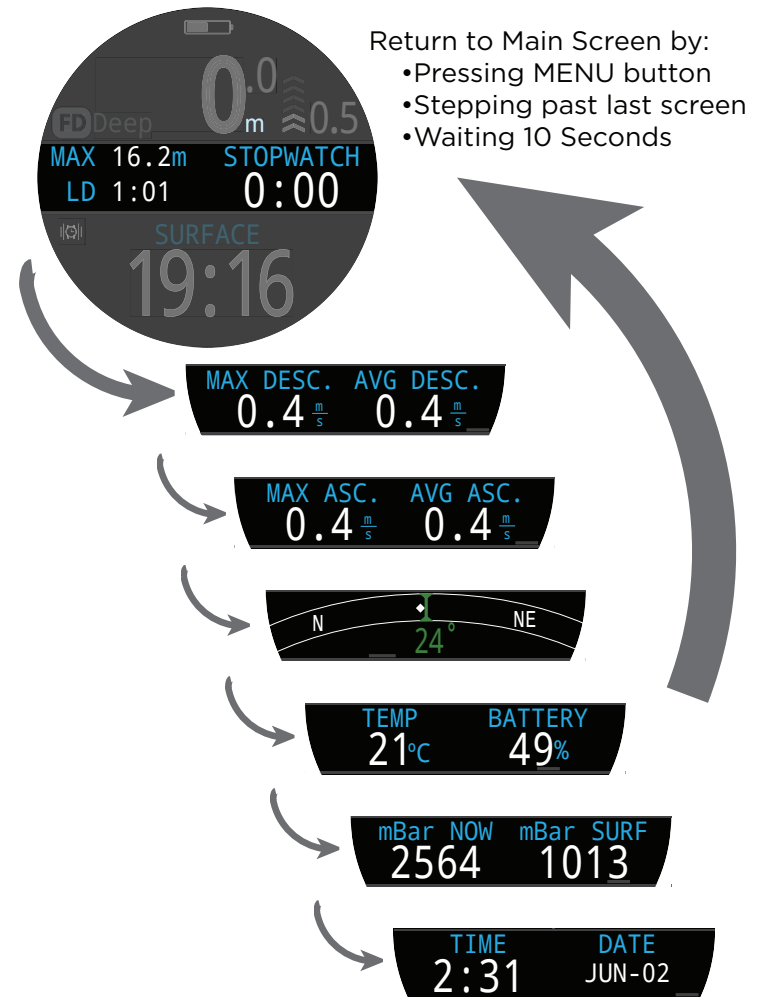 Return to Main Screen by:
•Pressing MENU button
•Stepping past last screen
•Waiting 10 Seconds
0.0m
FD Deep
0.5
MAX 16.2m STOPWATCH
LD 1:01 0:00
SURFACE
19:16
MAX DESC. AVG DESC.
0.4 m/s 0.4 m/s
MAX ASC. AVG ASC.
0.4 m/s 0.4 m/s
N NE
24°
TEMP BATTERY
21°C 49%
mBar NOW mBar SURF
2564 1013
TIME DATE
2:31 JUN-02